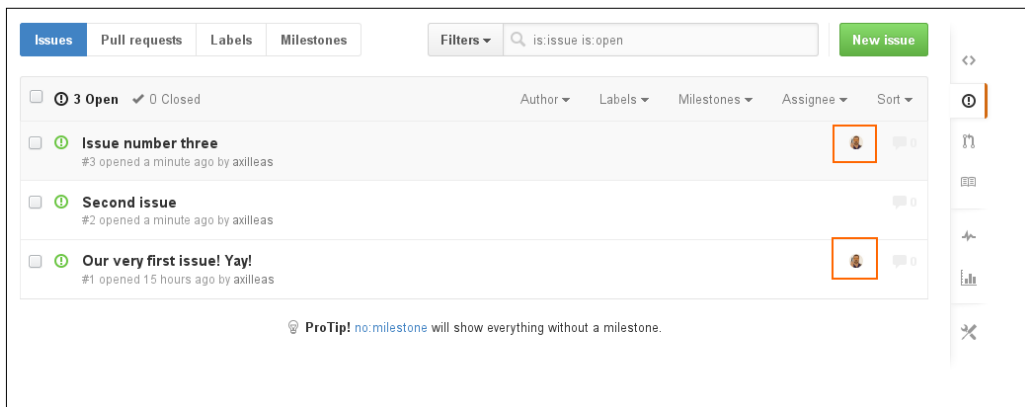 Issues Pull requests Labels Milestones Filters is:issue is:open New issue
3 Open 0 Closed Author Labels Milestones Assignee Sort
Issue number three 0
#3 opened a minute ago by axilleas
Second issue 0
#2 opened a minute ago by axilleas
Our very first issue! Yay! 0
#1 opened 15 hours ago by axilleas
ProTip! no:milestone will show everything without a milestone.